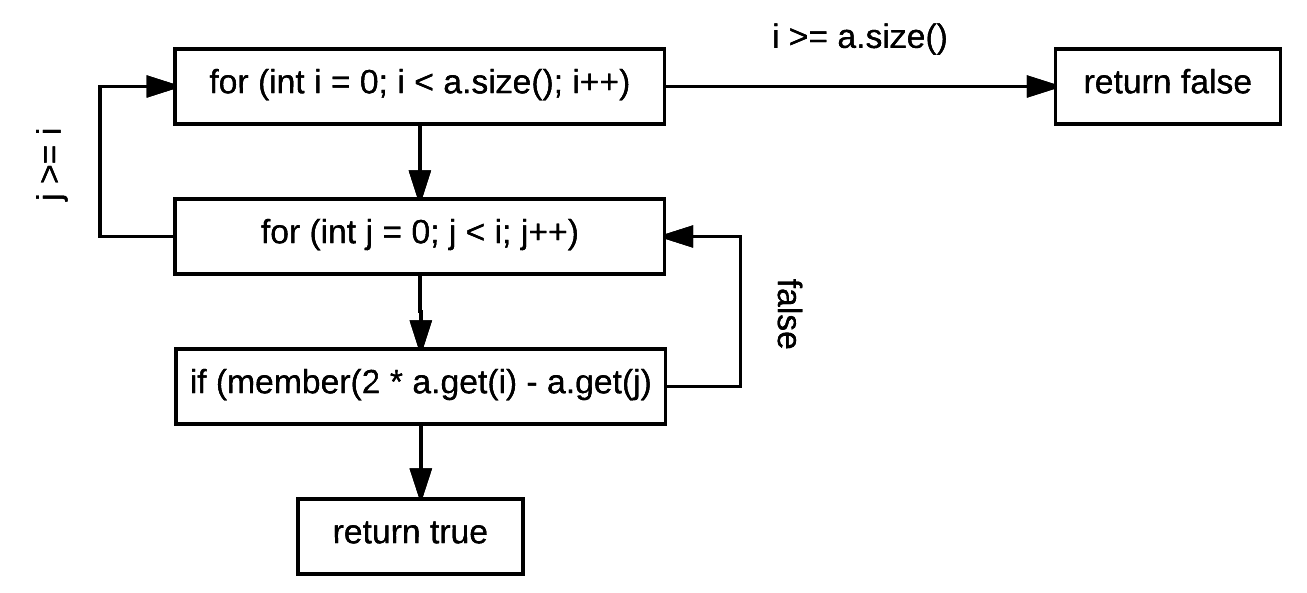 i >= a.size()
for (int i = 0; i < a.size(); i++)
return false
j >= i
for (int j = 0; j < i; j++)
false
if (member(2 * a.get(i) - a.get(j)
return true